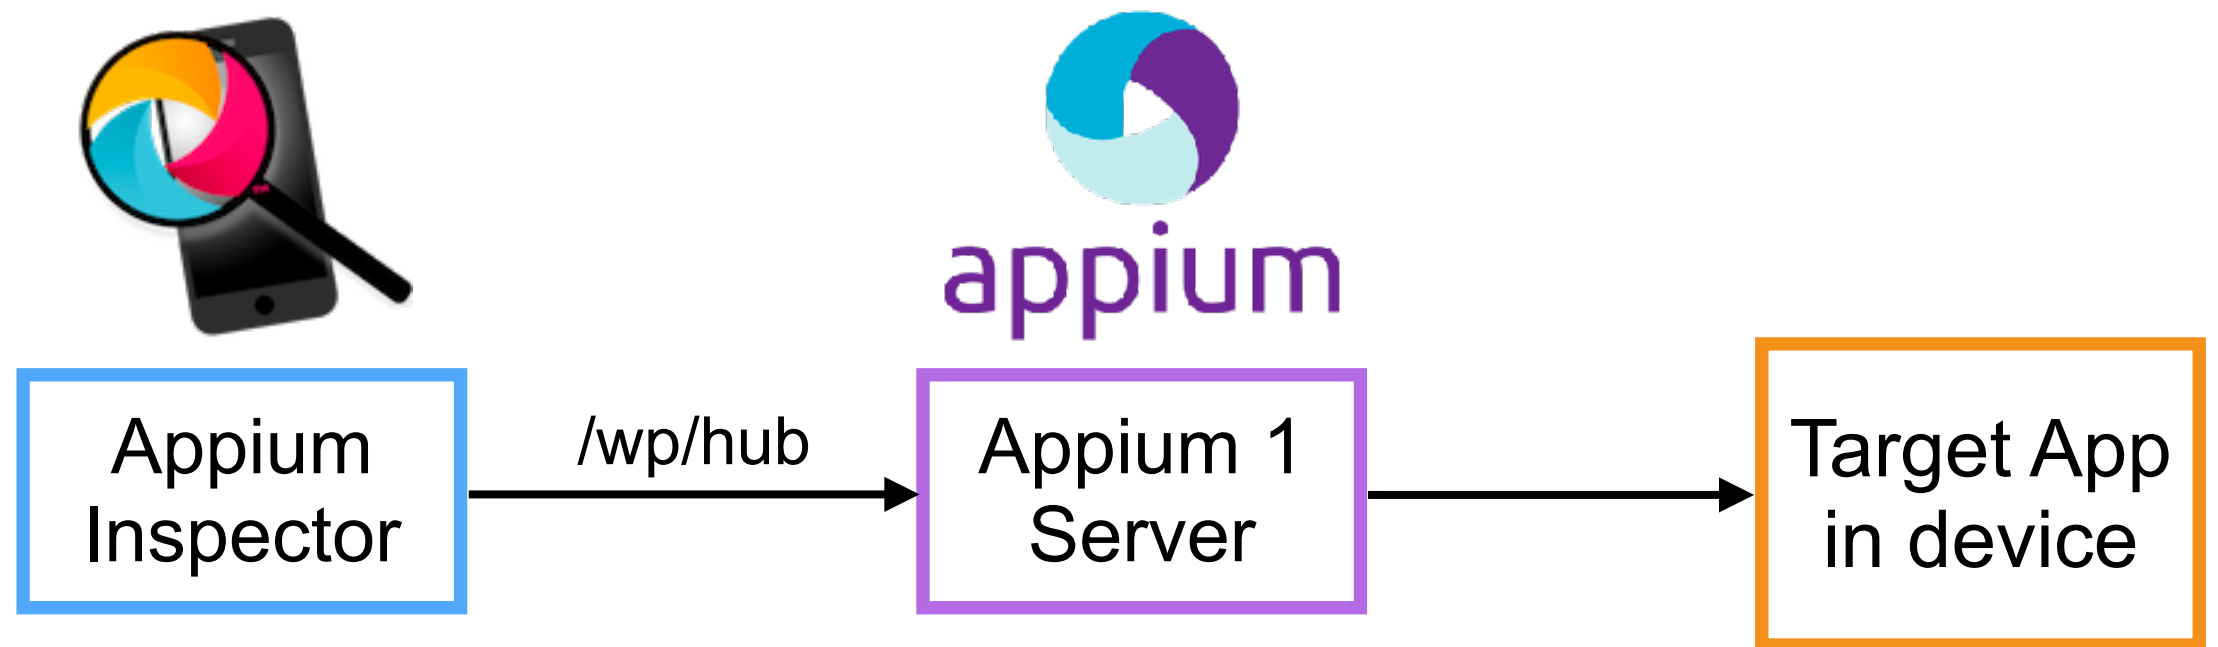 appium
Appium
Inspector
/wp/hub
Appium 1
Server
Target App
in device